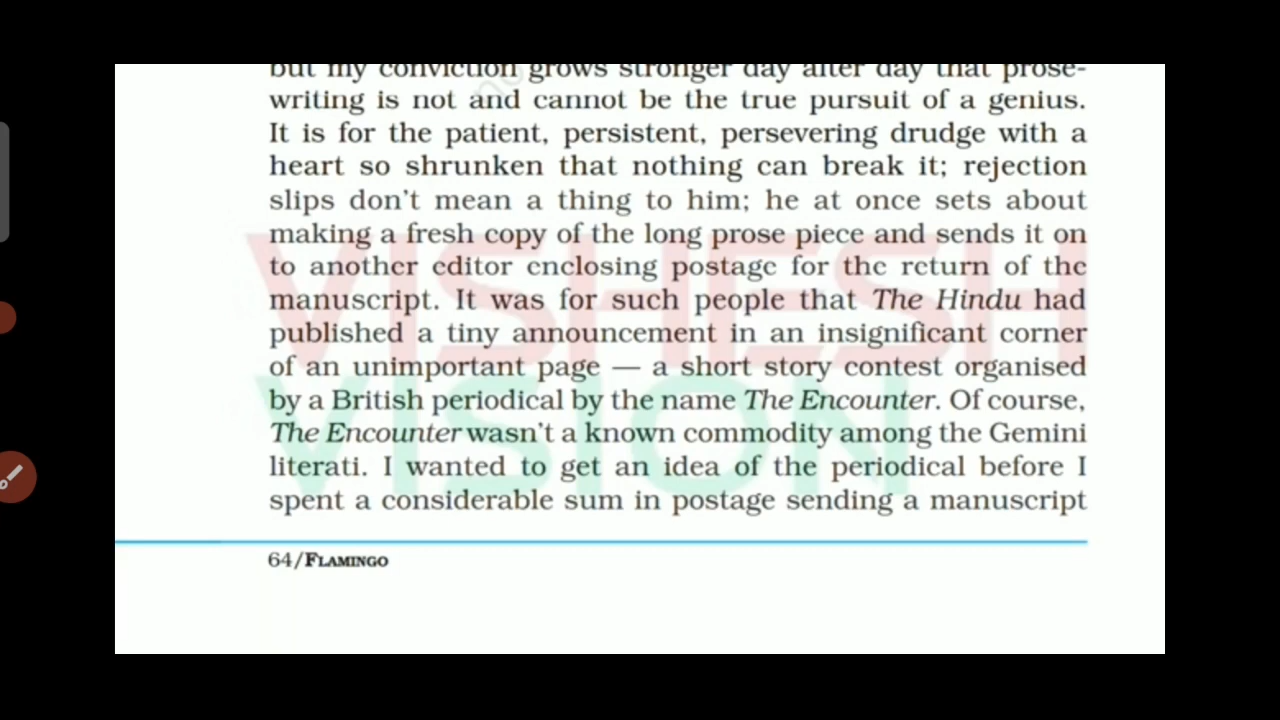 but my conviction grows stronger day after day that prose-
writing is not and cannot be the true pursuit of a genius.
It is for the patient, persistent, persevering drudge with a
heart so shrunken that nothing can break it; rejection
slips don't mean a thing to him; he at once sets about
making a fresh copy of the long prose piece and sends it on
to another editor enclosing postage for the return of the
manuscript. It was for such people that The Hindu had
published a tiny announcement in an insignificant corner
of an unimportant page — a short story contest organised
by a British periodical by the name The Encounter. Of course,
The Encounter wasn't a known commodity among the Gemini
literati. I wanted to get an idea of the periodical before I
spent a considerable sum in postage sending a manuscript
64/FLAMINGO
VISHESH
VISION